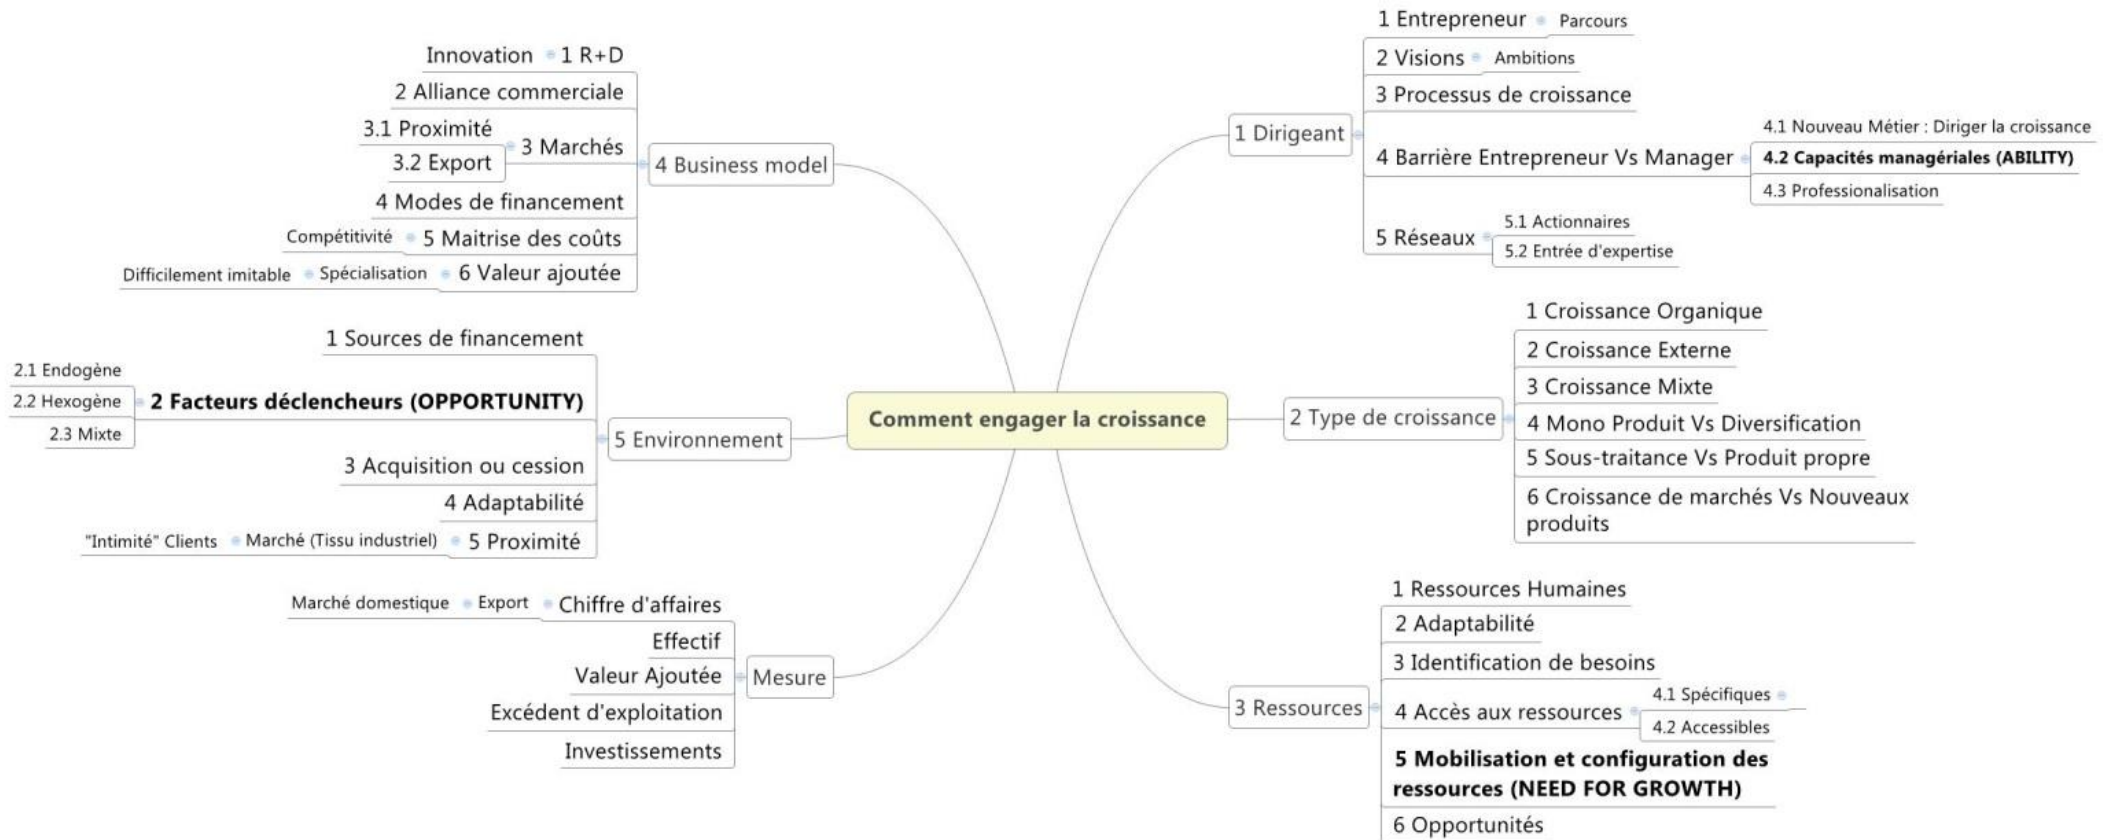 Comment engager la croissance
1 Dirigeant
1 Entrepreneur
Parcours
2 Visions
Ambitions
3 Processus de croissance
4 Barrière Entrepreneur Vs Manager
4.1 Nouveau Métier : Diriger la croissance
4.2 Capacités managériales (ABILITY)
4.3 Professionalisation
5 Réseaux
5.1 Actionnaires
5.2 Entrée d'expertise
2 Type de croissance
1 Croissance Organique
2 Croissance Externe
3 Croissance Mixte
4 Mono Produit Vs Diversification
5 Sous-traitance Vs Produit propre
6 Croissance de marchés Vs Nouveaux
produits
3 Ressources
1 Ressources Humaines
2 Adaptabilité
3 Identification de besoins
4 Accès aux ressources
4.1 Spécifiques
4.2 Accessibles
5 Mobilisation et configuration des
ressources (NEED FOR GROWTH)
6 Opportunités
4 Business model
1 R+D
Innovation
2 Alliance commerciale
3 Marchés
3.1 Proximité
3.2 Export
4 Modes de financement
5 Maitrise des coûts
Compétitivité
6 Valeur ajoutée
Spécialisation
Difficilement imitable
5 Environnement
1 Sources de financement
2 Facteurs déclencheurs (OPPORTUNITY)
2.1 Endogène
2.2 Hexogène
2.3 Mixte
3 Acquisition ou cession
4 Adaptabilité
5 Proximité
Marché (Tissu industriel)
"Intimité" Clients
Mesure
Chiffre d'affaires
Export
Marché domestique
Effectif
Valeur Ajoutée
Excédent d'exploitation
Investissements